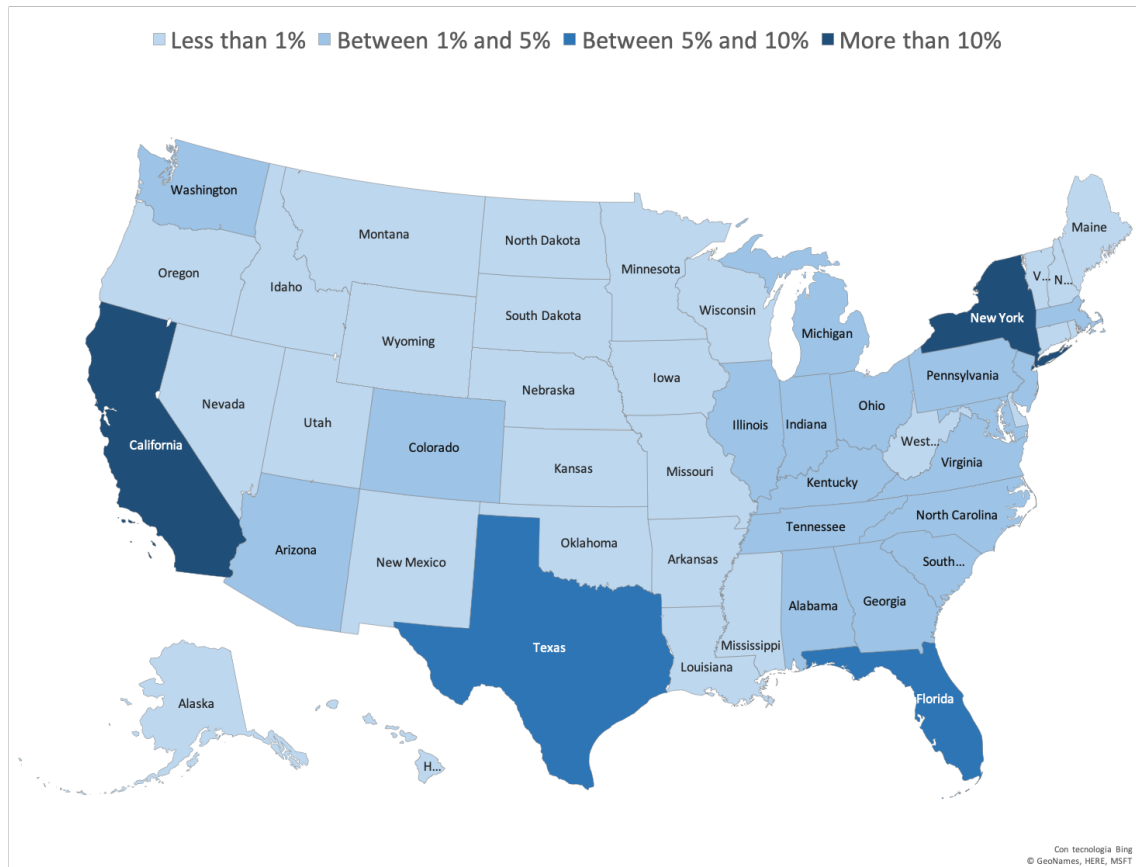 Less than 1% Between 1% and 5% Between 5% and 10% More than 10%
Washington
Montana
North Dakota
Minnesota
Maine
V...
N...
Oregon
Idaho
Wisconsin
South Dakota
Michigan
New York
Wyoming
Iowa
Pennsylvania
Nebraska
Nevada
Utah
Colorado
Illinois
Indiana
Ohio
West...
California
Kansas
Missouri
Virginia
Kentucky
North Carolina
Tennessee
Arizona
New Mexico
Oklahoma
Arkansas
South...
Alabama
Georgia
Mississippi
Texas
Louisiana
Alaska
Florida
H...
Con tecnologia Bing
© GeoNames, HERE, MSFT